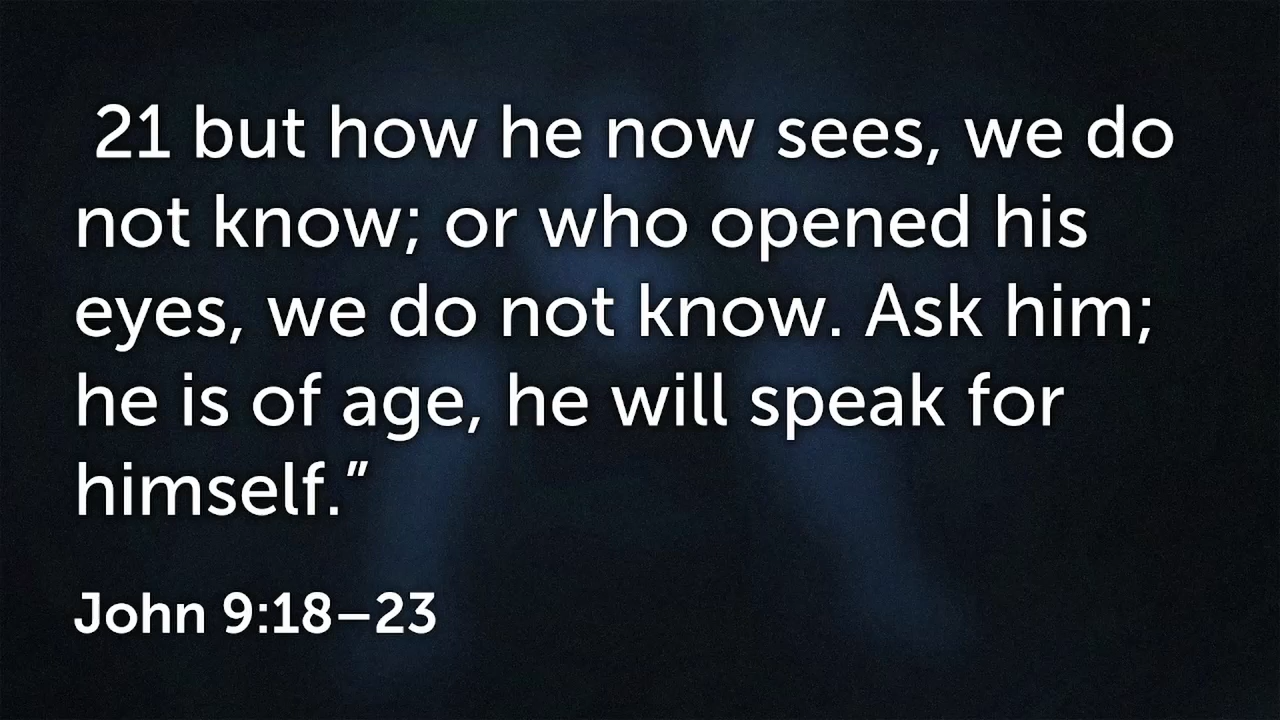 21 but how he now sees, we do
not know; or who opened his
eyes, we do not know. Ask him;
he is of age, he will speak for
himself.”
John 9:18–23